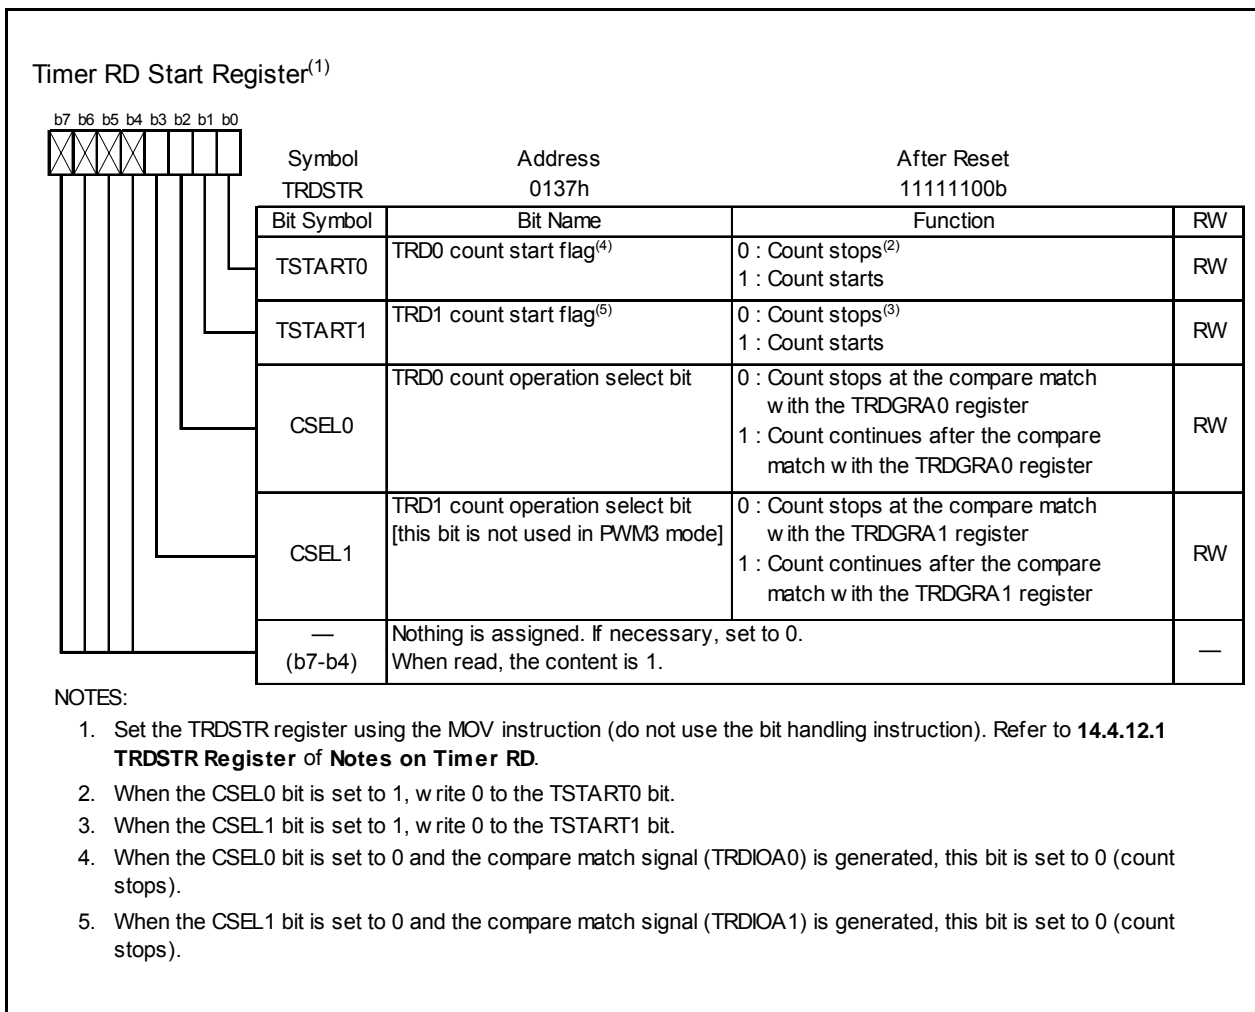 Timer RD Start Register(1)
b7 b6 b5 b4 b3 b2 b1 b0
Symbol Address After Reset
TRDSTR 0137h 11111100b
Bit Symbol Bit Name Function RW
TSTART0 TRD0 count start flag(4) 0 : Count stops(2)
1 : Count starts RW
TSTART1 TRD1 count start flag(5) 0 : Count stops(3)
1 : Count starts RW
CSEL0 TRD0 count operation select bit 0 : Count stops at the compare match
with the TRDGRA0 register
1 : Count continues after the compare
match with the TRDGRA0 register RW
CSEL1 TRD1 count operation select bit
[this bit is not used in PWM3 mode] 0 : Count stops at the compare match
with the TRDGRA1 register
1 : Count continues after the compare
match with the TRDGRA1 register RW
— (b7-b4) Nothing is assigned. If necessary, set to 0.
When read, the content is 1. —
NOTES:
1. Set the TRDSTR register using the MOV instruction (do not use the bit handling instruction). Refer to 14.4.12.1
TRDSTR Register of Notes on Timer RD.
2. When the CSEL0 bit is set to 1, write 0 to the TSTART0 bit.
3. When the CSEL1 bit is set to 1, write 0 to the TSTART1 bit.
4. When the CSEL0 bit is set to 0 and the compare match signal (TRDIOA0) is generated, this bit is set to 0 (count
stops).
5. When the CSEL1 bit is set to 0 and the compare match signal (TRDIOA1) is generated, this bit is set to 0 (count
stops).